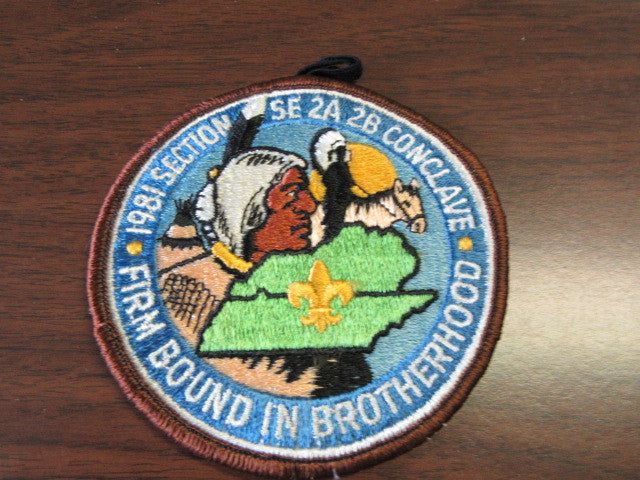 1981 SECTION SE 2A 2B CONCLAVE
FIRM BOUND IN BROTHERHOOD